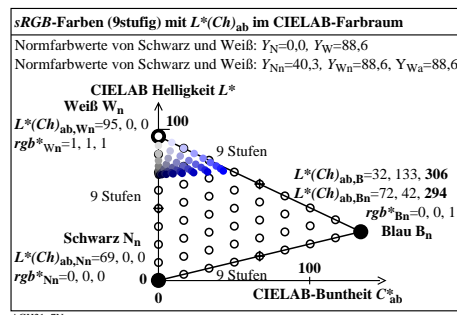 sRGB-Farben (9stufig) mit L*(Ch)ab im CIELAB-Farbraum
Normfarbwerte von Schwarz und Weiß: YN=0,0, YW=88,6
Normfarbwerte von Schwarz und Weiß: YNn=40,3, YWn=88,6, YWa=88,6
CIELAB Helligkeit L*
Weiß Wn
100
L*(Ch)ab,Wn=95, 0, 0
rgb*Wn=1, 1, 1
9 Stufen
L*(Ch)ab,B=32, 133, 306
L*(Ch)ab,Bn=72, 42, 294
9 Stufen
rgb*Bn=0, 0, 1
Blau Bn
Schwarz Nn
L*(Ch)ab,Nn=69, 0, 0
rgb*Nn=0, 0, 0
0
9 Stufen
100
0
CIELAB-Buntheit C*ab